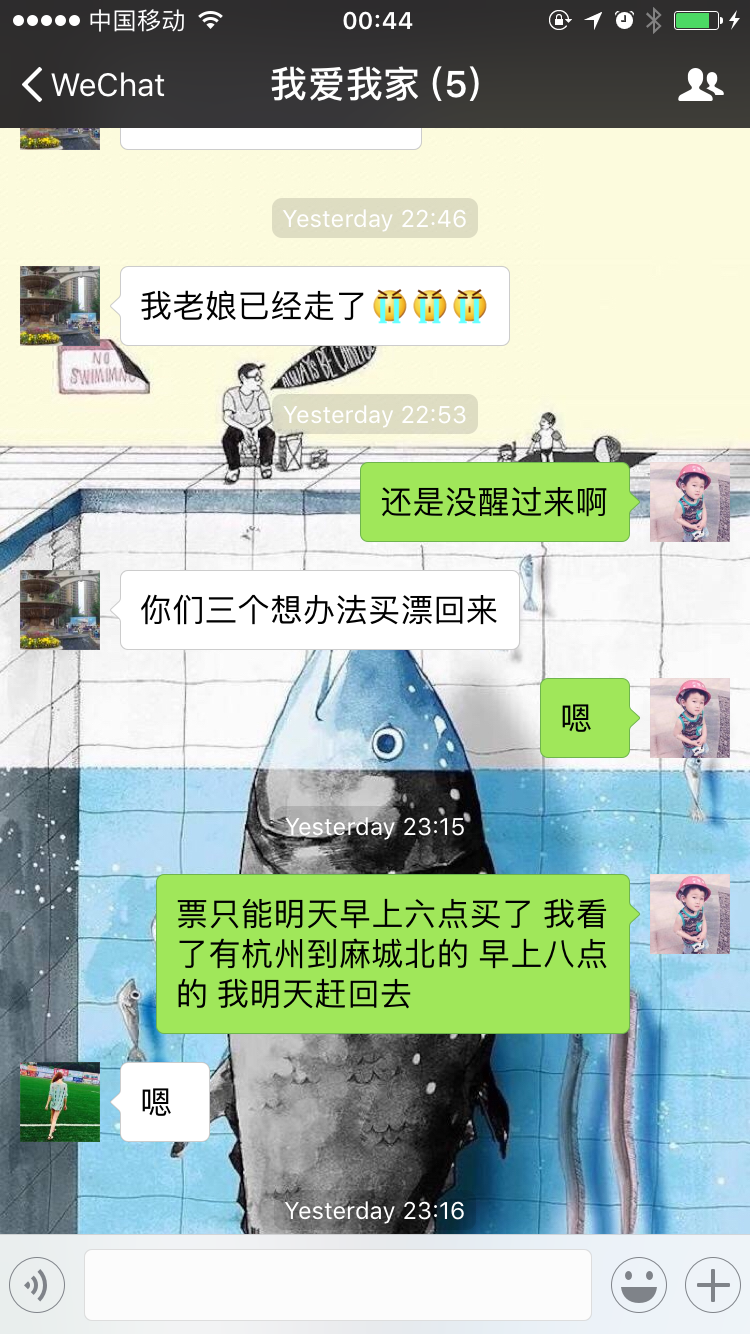 中国移动 00:44
WeChat 我爱我家 (5)
Yesterday 22:46
我老娘已经走了😭😭😭
NO
SWIMIMNG
ALWAYS BE
Yesterday 22:53
还是没醒过来啊
你们三个想办法买漂回来
嗯
Yesterday 23:15
票只能明天早上六点买了 我看
了有杭州到麻城北的 早上八点
的 我明天赶回去
嗯
Yesterday 23:16